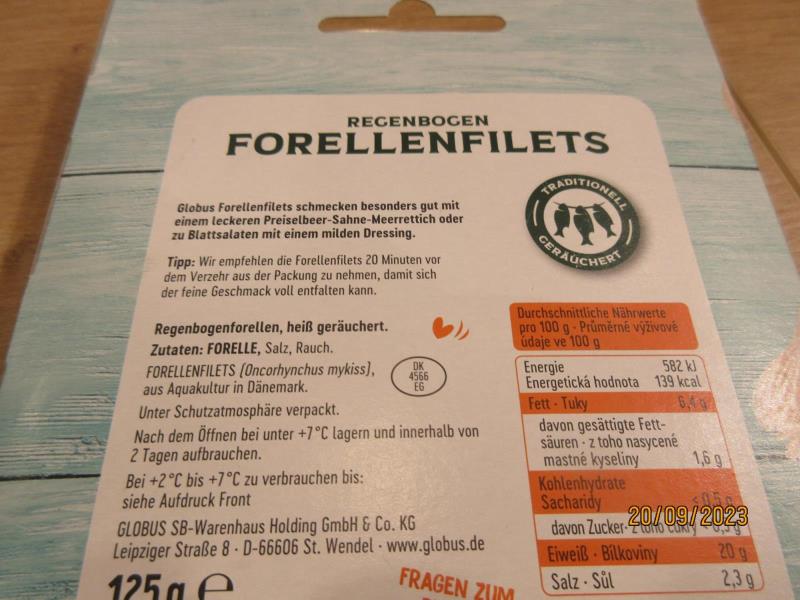 REGENBOGEN
FORELLENFILETS
Globus Forellenfilets schmecken besonders gut mit
einem leckeren Preiselbeer-Sahne-Meerrettich oder
zu Blattsalaten mit einem milden Dressing.
Tipp: Wir empfehlen die Forellenfilets 20 Minuten vor
dem Verzehr aus der Packung zu nehmen, damit sich
der feine Geschmack voll entfalten kann.
TRADITIONELL
GERÄUCHERT
Regenbogenforellen, heiß geräuchert.
Zutaten: FORELLE, Salz, Rauch.
FORELLENFILETS (Oncorhynchus mykiss),
aus Aquakultur in Dänemark.
DK
4566
EG
Unter Schutzatmosphäre verpackt.
Nach dem Öffnen bei unter +7°C lagern und innerhalb von
2 Tagen aufbrauchen.
Bei +2°C bis +7°C zu verbrauchen bis:
siehe Aufdruck Front
GLOBUS SB-Warenhaus Holding GmbH & Co. KG
Leipziger Straße 8 · D-66606 St. Wendel · www.globus.de
125g e
FRAGEN ZUM
Durchschnittliche Nährwerte
pro 100 g · Průměrné výživové
údaje ve 100 g
Energie 582 kJ
Energetická hodnota 139 kcal
Fett · Tuky 6,4 g
davon gesättigte Fett-
säuren · z toho nasycené
mastné kyseliny 1,6 g
Kohlenhydrate
Sacharidy < 0,5 g
davon Zucker · z toho cukry < 0,5 g
Eiweiß · Bílkoviny 20 g
Salz · Sůl 2,3 g
20/09/2023